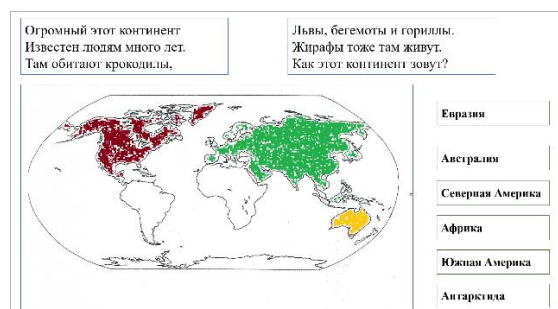 Огромный этот континент
Известен людям много лет.
Там обитают крокодилы,
Львы, бегемоты и гориллы.
Жирафы тоже там живут.
Как этот континент зовут?
Евразия
Австралия
Северная Америка
Африка
Южная Америка
Антарктида